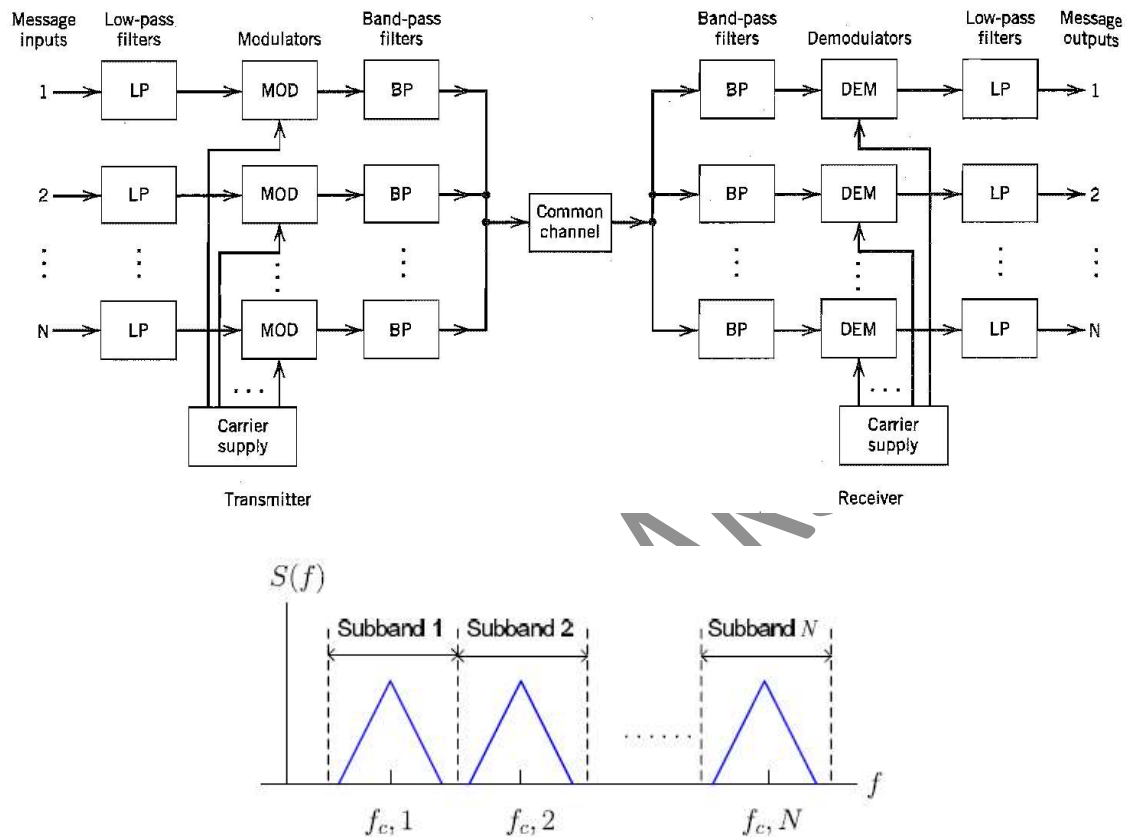 Message inputs
Low-pass filters
Modulators
Band-pass filters
Band-pass filters
Demodulators
Low-pass filters
Message outputs
1 LP MOD BP BP DEM LP 1
2 LP MOD BP BP DEM LP 2
Common channel
N LP MOD BP BP DEM LP N
Carrier supply
Carrier supply
Transmitter
Receiver
S(f)
Subband 1
Subband 2
Subband N
f
f_c, 1
f_c, 2
f_c, N